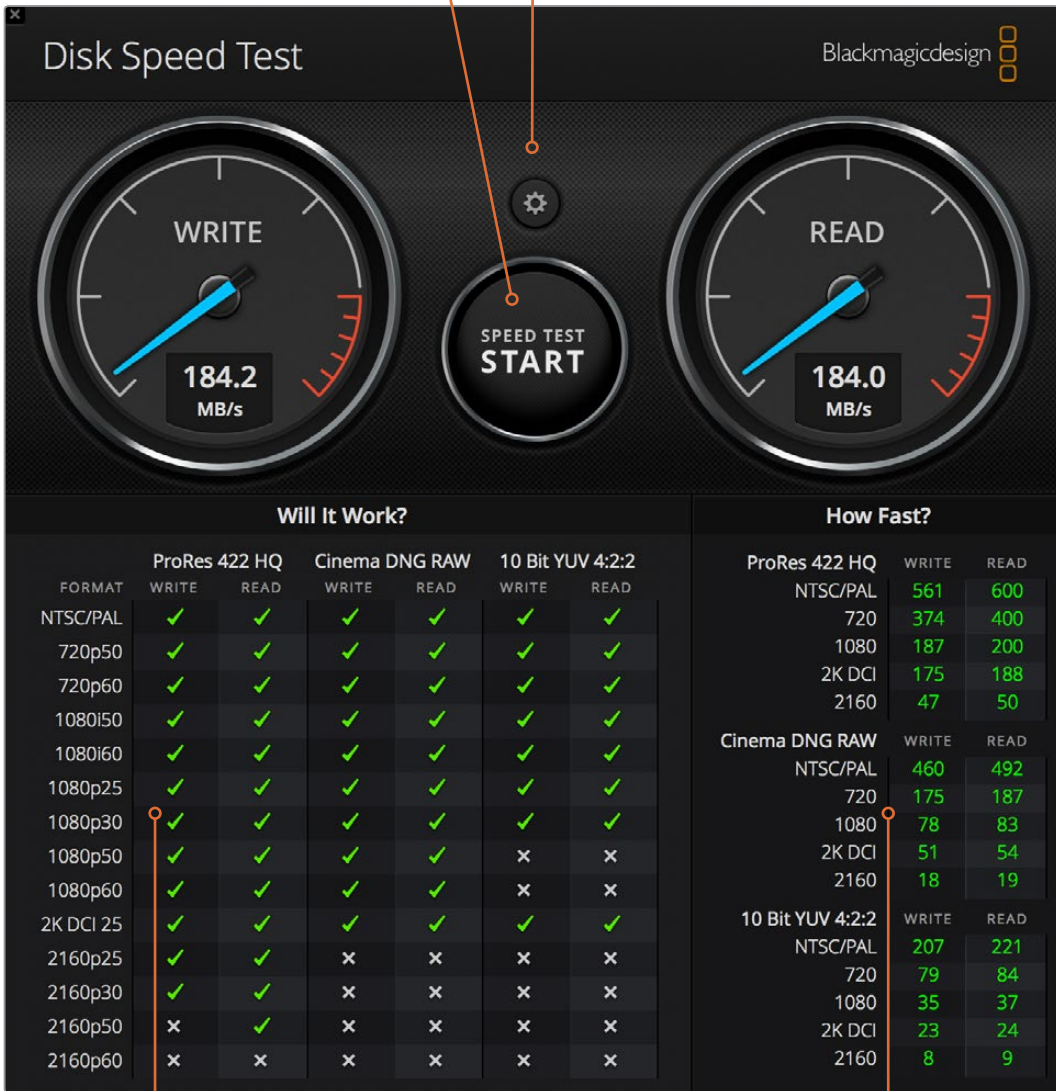 Disk Speed Test
Blackmagicdesign
WRITE
184.2
MB/s
SPEED TEST
START
READ
184.0
MB/s
Will It Work?
ProRes 422 HQ Cinema DNG RAW 10 Bit YUV 4:2:2
FORMAT WRITE READ WRITE READ WRITE READ
NTSC/PAL ✓ ✓ ✓ ✓ ✓ ✓
720p50 ✓ ✓ ✓ ✓ ✓ ✓
720p60 ✓ ✓ ✓ ✓ ✓ ✓
1080i50 ✓ ✓ ✓ ✓ ✓ ✓
1080i60 ✓ ✓ ✓ ✓ ✓ ✓
1080p25 ✓ ✓ ✓ ✓ ✓ ✓
1080p30 ✓ ✓ ✓ ✓ ✓ ✓
1080p50 ✓ ✓ ✓ ✓ × ×
1080p60 ✓ ✓ ✓ ✓ × ×
2K DCI 25 ✓ ✓ ✓ ✓ ✓ ✓
2160p25 ✓ ✓ × × × ×
2160p30 ✓ ✓ × × × ×
2160p50 × ✓ × × × ×
2160p60 × × × × × ×
How Fast?
ProRes 422 HQ WRITE READ
NTSC/PAL 561 600
720 374 400
1080 187 200
2K DCI 175 188
2160 47 50
Cinema DNG RAW WRITE READ
NTSC/PAL 460 492
720 175 187
1080 78 83
2K DCI 51 54
2160 18 19
10 Bit YUV 4:2:2 WRITE READ
NTSC/PAL 207 221
720 79 84
1080 35 37
2K DCI 23 24
2160 8 9